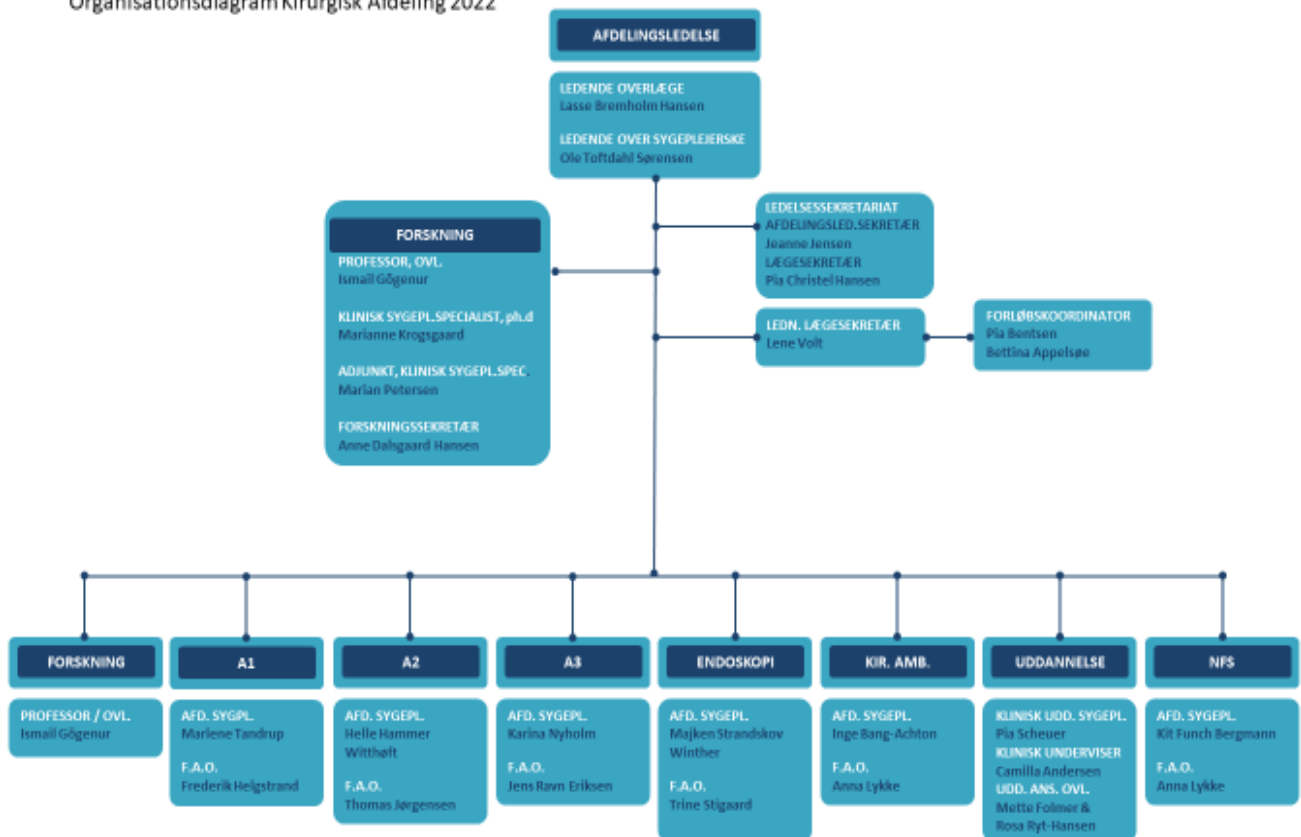 Organisationsdiagram Kirurgisk Afdeling 2022
AFDELINGSLEDELSE
LEDENDE OVERLÆGE
Lasse Bremholm Hansen
LEDENDE OVER SYGEPLEJERSKE
Ole Toftdahl Sørensen
FORSKNING
PROFESSOR, OVL.
Ismail Gögenur
KLINISK SYGEPL.SPECIALIST, ph.d
Marianne Krogsgaard
ADJUNKT, KLINISK SYGEPL.SPEC.
Marian Petersen
FORSKNINGSSEKRETÆR
Anne Dalsgaard Hansen
LEDELSESSEKRETARIAT
AFDELINGSLED.SEKRETÆR
Jeanne Jensen
LÆGESEKRETÆR
Pia Christel Hansen
LEDN. LÆGESEKRETÆR
Lene Volt
FORLØBSKOORDINATOR
Pia Bentsen
Bettina Appelsøe
FORSKNING
PROFESSOR / OVL.
Ismail Gögenur
A1
AFD. SYGPL.
Marlene Tandrup
F.A.O.
Frederik Helgstrand
A2
AFD. SYGEPL.
Helle Hammer
Witthøft
F.A.O.
Thomas Jørgensen
A3
AFD. SYGEPL.
Karina Nyholm
F.A.O.
Jens Ravn Eriksen
ENDOSKOPI
AFD. SYGEPL.
Majken Strandskov
Winther
F.A.O.
Trine Stigaard
KIR. AMB.
AFD. SYGEPL.
Inge Bang-Achton
F.A.O.
Anna Lykke
UDDANNELSE
KLINISK UDD. SYGEPL.
Pia Scheuer
KLINISK UNDERVISER
Camilla Andersen
UDD. ANS. OVL.
Mette Folmer &
Rosa Ryt-Hansen
NFS
AFD. SYGEPL.
Kit Funch Bergmann
F.A.O.
Anna Lykke